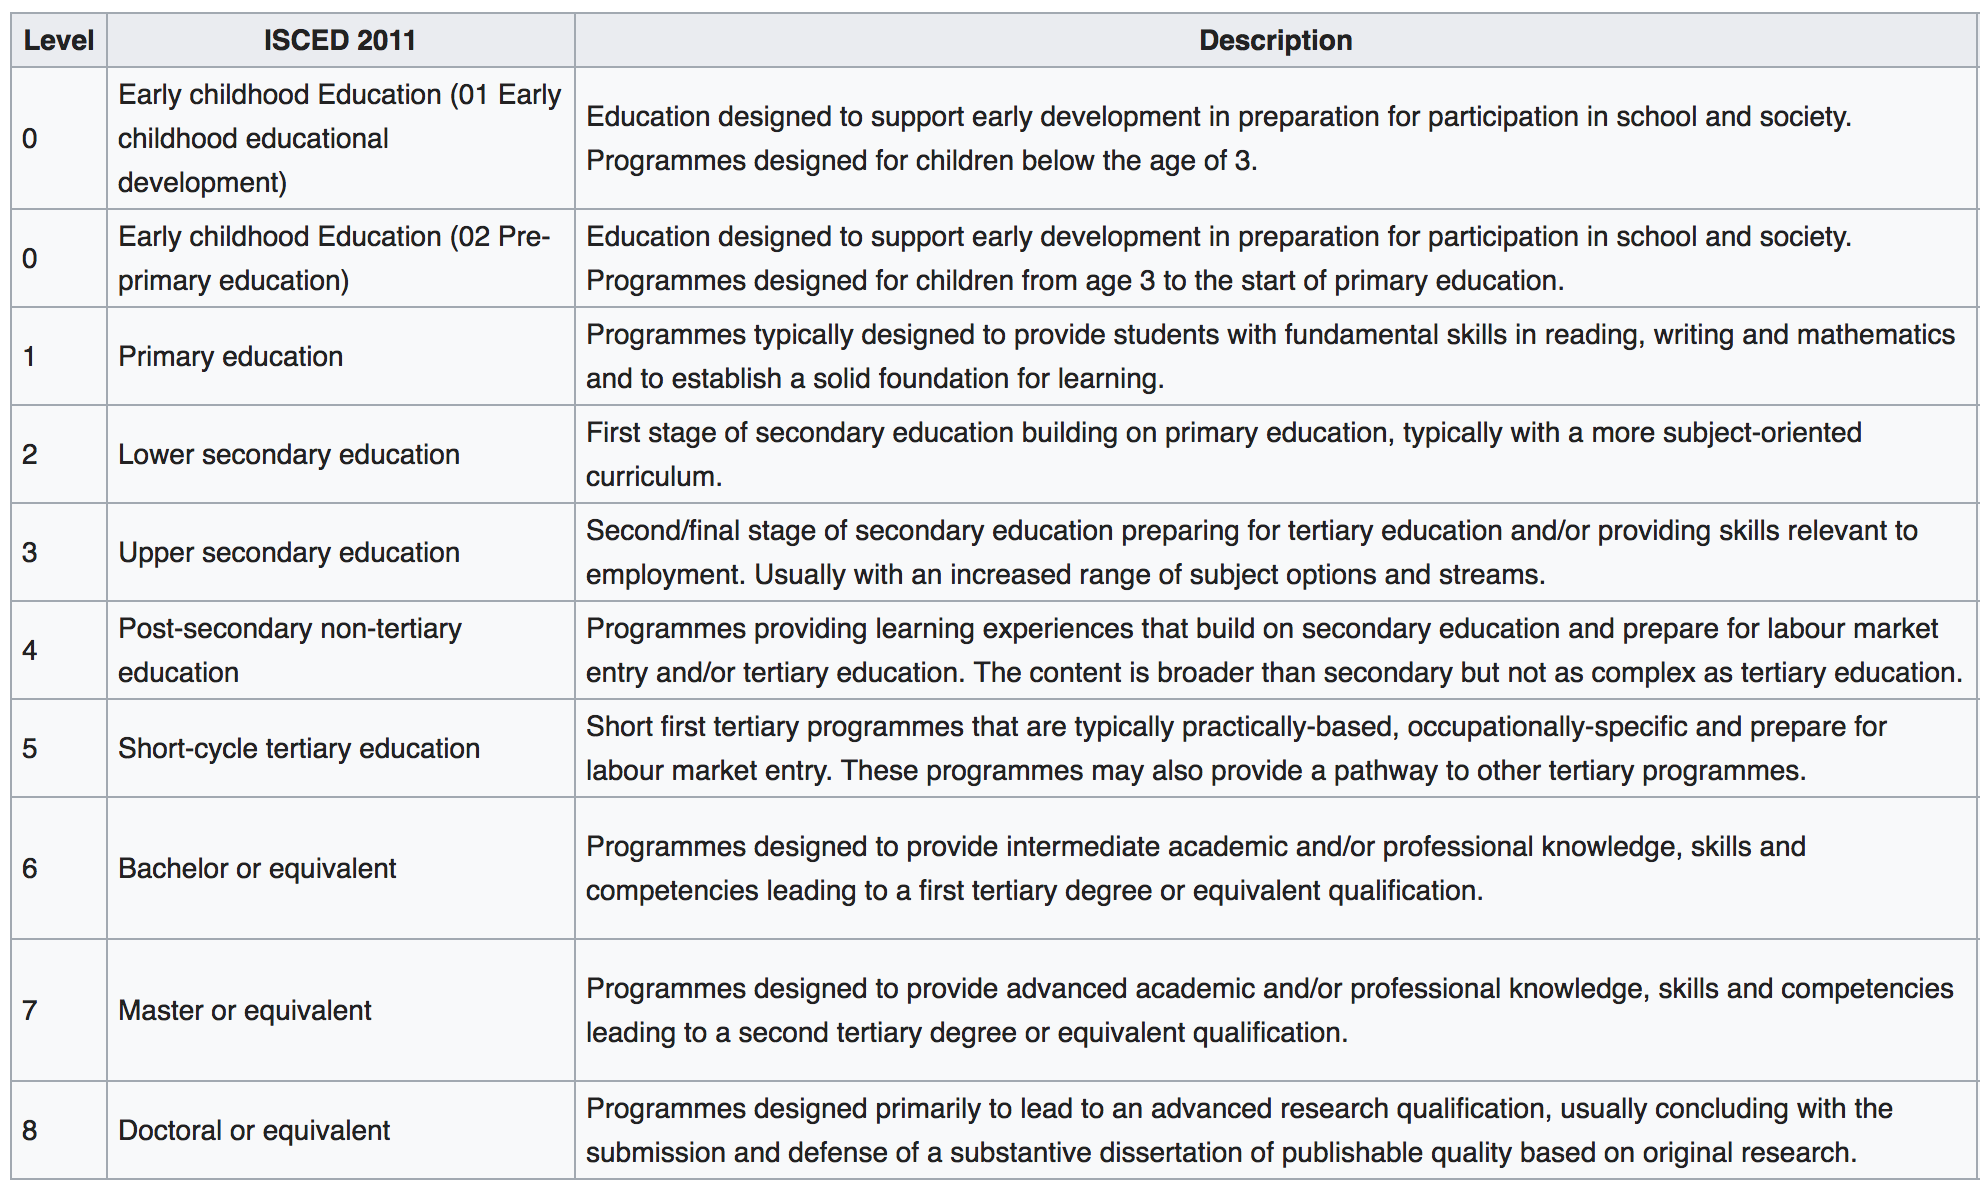 Level ISCED 2011 Description
0 Early childhood Education (01 Early
childhood educational
development)
Education designed to support early development in preparation for participation in school and society.
Programmes designed for children below the age of 3.
0 Early childhood Education (02 Pre-
primary education)
Education designed to support early development in preparation for participation in school and society.
Programmes designed for children from age 3 to the start of primary education.
1 Primary education
Programmes typically designed to provide students with fundamental skills in reading, writing and mathematics
and to establish a solid foundation for learning.
2 Lower secondary education
First stage of secondary education building on primary education, typically with a more subject-oriented
curriculum.
3 Upper secondary education
Second/final stage of secondary education preparing for tertiary education and/or providing skills relevant to
employment. Usually with an increased range of subject options and streams.
4 Post-secondary non-tertiary
education
Programmes providing learning experiences that build on secondary education and prepare for labour market
entry and/or tertiary education. The content is broader than secondary but not as complex as tertiary education.
5 Short-cycle tertiary education
Short first tertiary programmes that are typically practically-based, occupationally-specific and prepare for
labour market entry. These programmes may also provide a pathway to other tertiary programmes.
6 Bachelor or equivalent
Programmes designed to provide intermediate academic and/or professional knowledge, skills and
competencies leading to a first tertiary degree or equivalent qualification.
7 Master or equivalent
Programmes designed to provide advanced academic and/or professional knowledge, skills and competencies
leading to a second tertiary degree or equivalent qualification.
8 Doctoral or equivalent
Programmes designed primarily to lead to an advanced research qualification, usually concluding with the
submission and defense of a substantive dissertation of publishable quality based on original research.